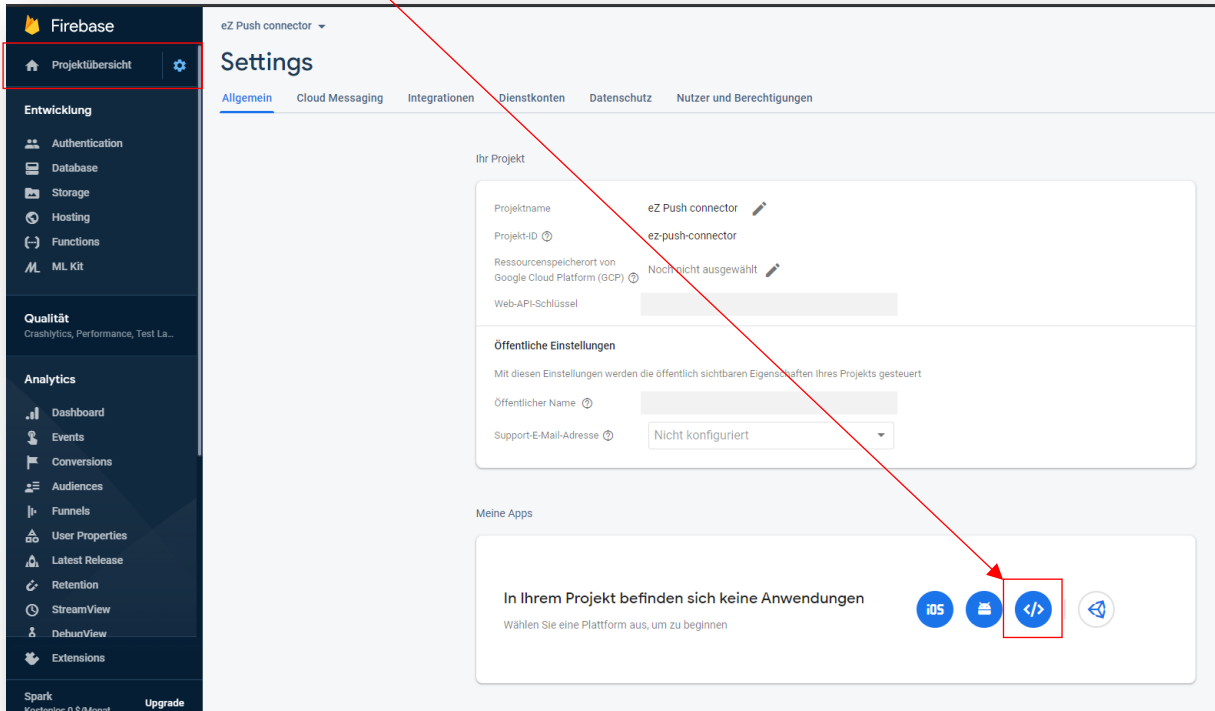 Firebase
Projektübersicht
Entwicklung
Authentication
Database
Storage
Hosting
Functions
ML Kit
Qualität
Crashlytics, Performance, Test La...
Analytics
Dashboard
Events
Conversions
Audiences
Funnels
User Properties
Latest Release
Retention
StreamView
DebugView
Extensions
Spark
Kostenlos 0 $/Monat
Upgrade
eZ Push connector
Settings
Allgemein Cloud Messaging Integrationen Dienstkonten Datenschutz Nutzer und Berechtigungen
Ihr Projekt
Projektname eZ Push connector
Projekt-ID ez-push-connector
Ressourcenspeicherort von
Google Cloud Platform (GCP) Noch nicht ausgewählt
Web-API-Schlüssel
Öffentliche Einstellungen
Mit diesen Einstellungen werden die öffentlich sichtbaren Eigenschaften Ihres Projekts gesteuert
Öffentlicher Name
Support-E-Mail-Adresse Nicht konfiguriert
Meine Apps
In Ihrem Projekt befinden sich keine Anwendungen
Wählen Sie eine Plattform aus, um zu beginnen
iOS
</>